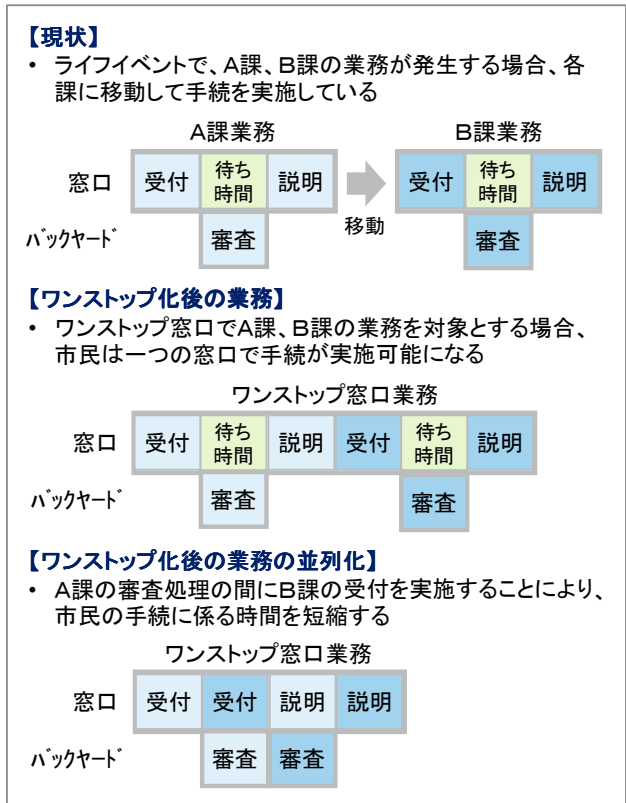 【現状】
• ライフイベントで、A課、B課の業務が発生する場合、各
課に移動して手続を実施している
A課業務
B課業務
窓口 受付 待ち 説明 受付 待ち 説明
時間 時間
移動
バックヤード 審査 審査
【ワンストップ化後の業務】
• ワンストップ窓口でA課、B課の業務を対象とする場合、
市民は一つの窓口で手続が実施可能になる
ワンストップ窓口業務
窓口 受付 待ち 説明 受付 待ち 説明
時間 時間
バックヤード 審査 審査
【ワンストップ化後の業務の並列化】
• A課の審査処理の間にB課の受付を実施することにより、
市民の手続に係る時間を短縮する
ワンストップ窓口業務
窓口 受付 受付 説明 説明
バックヤード 審査 審査